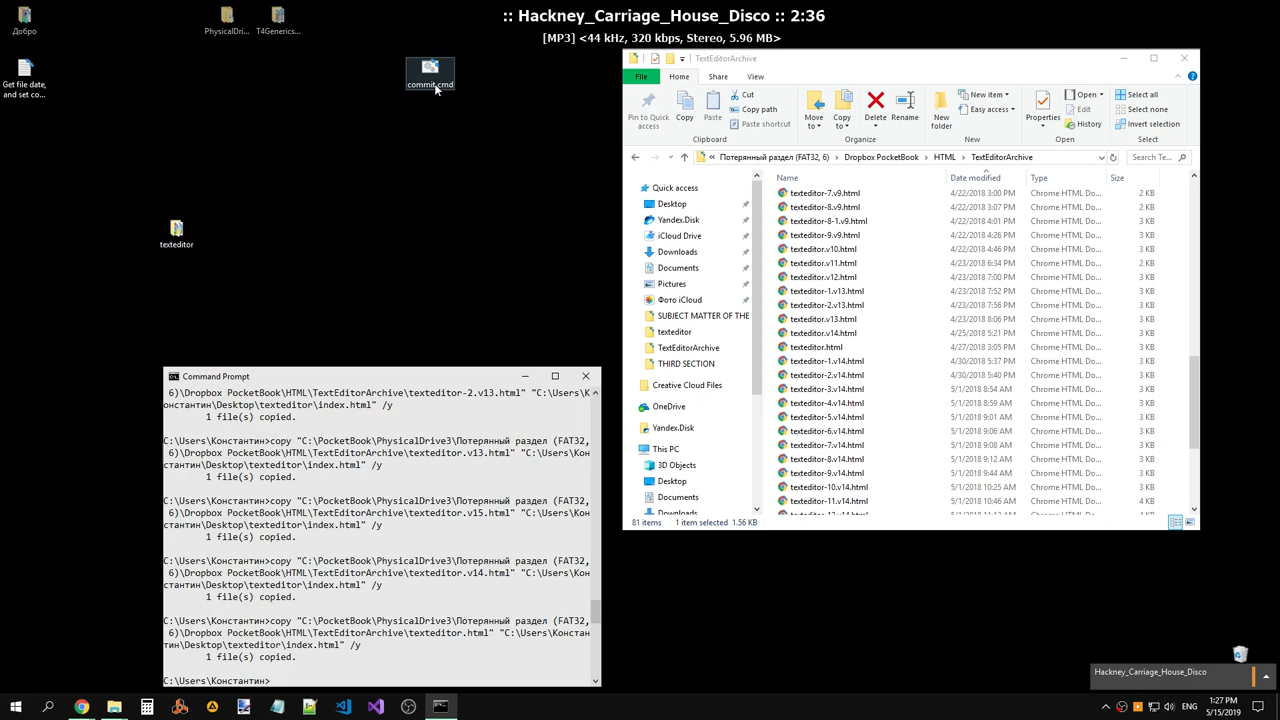 :: Hackney_Carriage_House_Disco :: 2:36
[MP3] <44 kHz, 320 kbps, Stereo, 5.96 MB>
Добро
PhysicalDri...
T4Generics...
Get file date,
and set co...
commit.cmd
texteditor
TextEditorArchive
File
Home
Share
View
Pin to Quick
access
Copy
Paste
Cut
Copy path
Paste shortcut
Clipboard
Move
to
Copy
to
Delete
Rename
Organize
New
folder
New item
Easy access
New
Properties
Open
Edit
History
Open
Select all
Select none
Invert selection
Select
« Потерянный раздел (FAT32, 6) › Dropbox PocketBook › HTML › TextEditorArchive
Search Te...
Quick access
Desktop
Yandex.Disk
iCloud Drive
Downloads
Documents
Pictures
Фото iCloud
SUBJECT MATTER OF THE
texteditor
TextEditorArchive
THIRD SECTION
Creative Cloud Files
OneDrive
Yandex.Disk
This PC
3D Objects
Desktop
Documents
Downloads
Name Date modified Type Size
texteditor-7.v9.html 4/22/2018 3:00 PM Chrome HTML Do... 2 KB
texteditor-8.v9.html 4/22/2018 3:07 PM Chrome HTML Do... 2 KB
texteditor-8-1.v9.html 4/22/2018 4:01 PM Chrome HTML Do... 3 KB
texteditor-9.v9.html 4/22/2018 4:26 PM Chrome HTML Do... 3 KB
texteditor.v10.html 4/22/2018 4:46 PM Chrome HTML Do... 3 KB
texteditor.v11.html 4/23/2018 6:34 PM Chrome HTML Do... 2 KB
texteditor.v12.html 4/23/2018 7:00 PM Chrome HTML Do... 3 KB
texteditor-1.v13.html 4/23/2018 7:52 PM Chrome HTML Do... 3 KB
texteditor-2.v13.html 4/23/2018 7:56 PM Chrome HTML Do... 3 KB
texteditor.v13.html 4/23/2018 8:06 PM Chrome HTML Do... 3 KB
texteditor.v14.html 4/25/2018 5:21 PM Chrome HTML Do... 3 KB
texteditor.html 4/27/2018 3:05 PM Chrome HTML Do... 3 KB
texteditor-1.v14.html 4/30/2018 5:37 PM Chrome HTML Do... 3 KB
texteditor-2.v14.html 4/30/2018 5:40 PM Chrome HTML Do... 3 KB
texteditor-3.v14.html 5/1/2018 8:54 AM Chrome HTML Do... 3 KB
texteditor-4.v14.html 5/1/2018 8:59 AM Chrome HTML Do... 3 KB
texteditor-5.v14.html 5/1/2018 9:01 AM Chrome HTML Do... 3 KB
texteditor-6.v14.html 5/1/2018 9:06 AM Chrome HTML Do... 3 KB
texteditor-7.v14.html 5/1/2018 9:08 AM Chrome HTML Do... 3 KB
texteditor-8.v14.html 5/1/2018 9:12 AM Chrome HTML Do... 3 KB
texteditor-9.v14.html 5/1/2018 9:44 AM Chrome HTML Do... 3 KB
texteditor-10.v14.html 5/1/2018 10:25 AM Chrome HTML Do... 3 KB
texteditor-11.v14.html 5/1/2018 10:46 AM Chrome HTML Do... 4 KB
81 items 1 item selected 1.56 KB
Command Prompt
6)\Dropbox PocketBook\HTML\TextEditorArchive\texteditor-2.v13.html" "C:\Users\К
онстантин\Desktop\texteditor\index.html" /y
1 file(s) copied.
C:\Users\Константин>copy "C:\PocketBook\PhysicalDrive3\Потерянный раздел (FAT32,
6)\Dropbox PocketBook\HTML\TextEditorArchive\texteditor.v13.html" "C:\Users\Кон
стантин\Desktop\texteditor\index.html" /y
1 file(s) copied.
C:\Users\Константин>copy "C:\PocketBook\PhysicalDrive3\Потерянный раздел (FAT32,
6)\Dropbox PocketBook\HTML\TextEditorArchive\texteditor.v15.html" "C:\Users\Кон
стантин\Desktop\texteditor\index.html" /y
1 file(s) copied.
C:\Users\Константин>copy "C:\PocketBook\PhysicalDrive3\Потерянный раздел (FAT32,
6)\Dropbox PocketBook\HTML\TextEditorArchive\texteditor.v14.html" "C:\Users\Кон
стантин\Desktop\texteditor\index.html" /y
1 file(s) copied.
C:\Users\Константин>copy "C:\PocketBook\PhysicalDrive3\Потерянный раздел (FAT32,
6)\Dropbox PocketBook\HTML\TextEditorArchive\texteditor.html" "C:\Users\Констан
тин\Desktop\texteditor\index.html" /y
1 file(s) copied.
C:\Users\Константин>
Hackney_Carriage_House_Disco
1:27 PM
5/15/2019